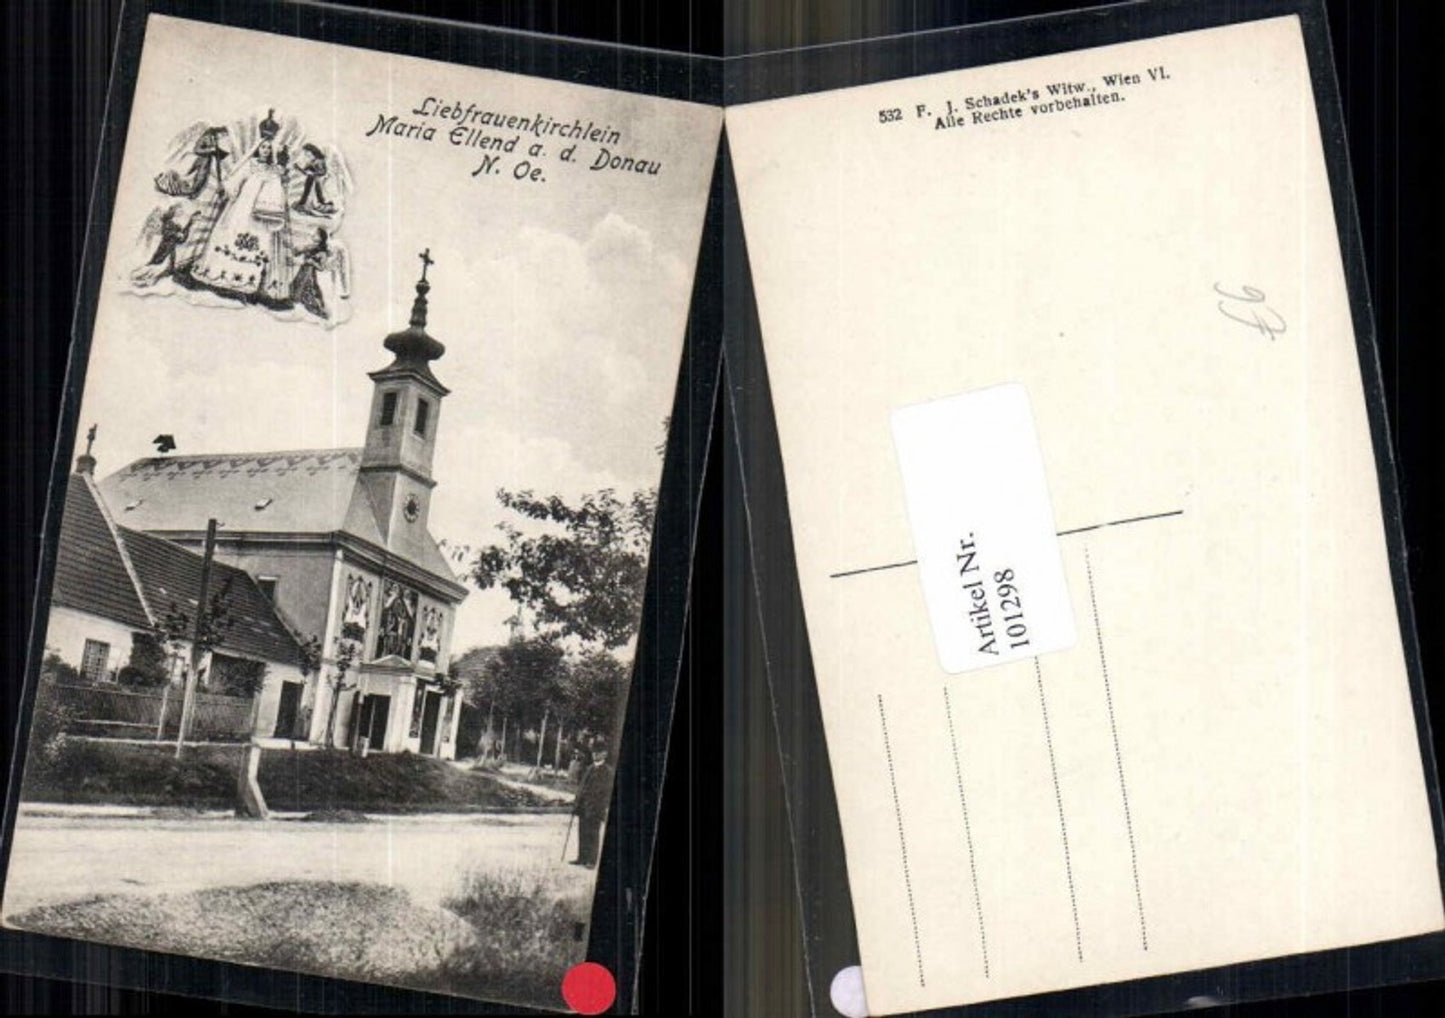 Liebfrauenkirchlein
Maria Ellend a. d. Donau
N. Oe.
532 F. J. Schadek's Witw., Wien VI.
Alle Rechte vorbehalten.
Artikel Nr.
101298